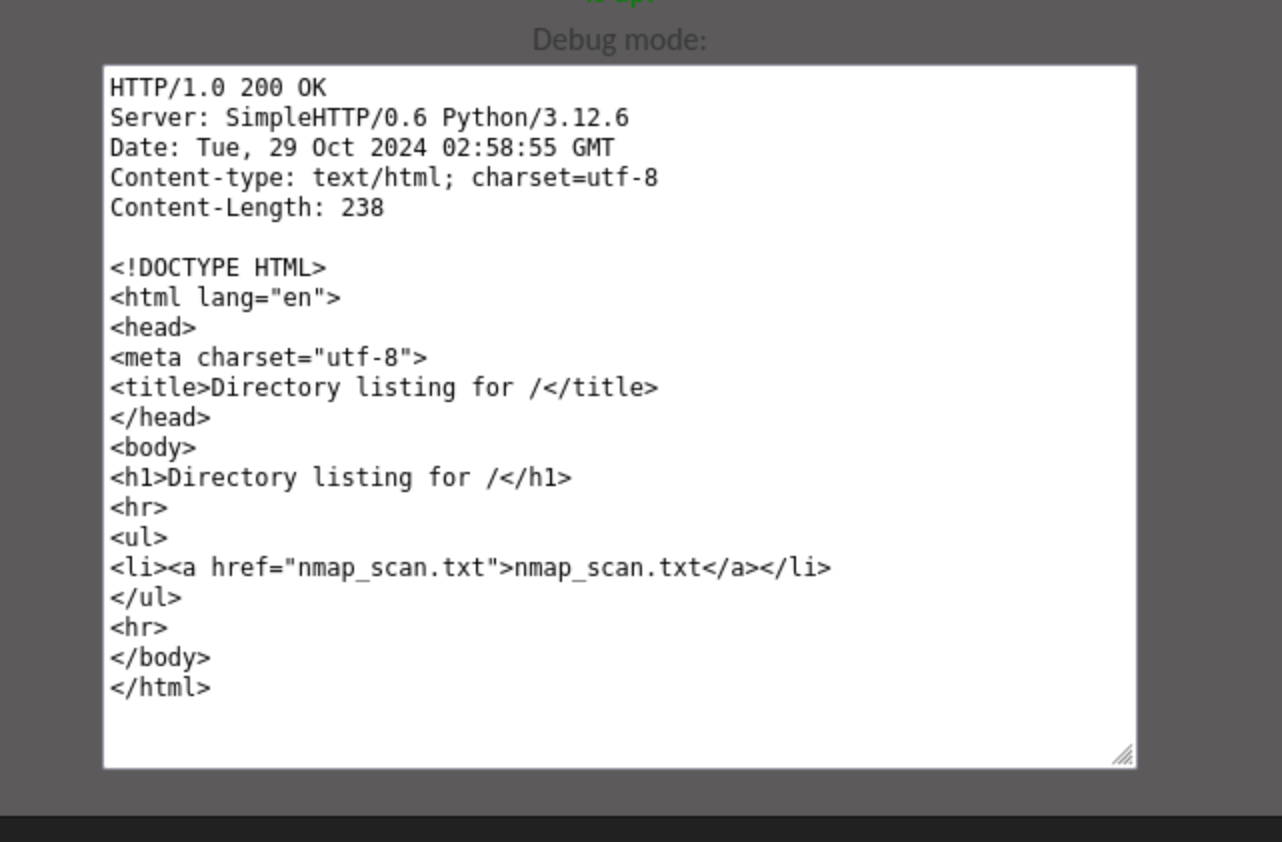 Debug mode:
HTTP/1.0 200 OK
Server: SimpleHTTP/0.6 Python/3.12.6
Date: Tue, 29 Oct 2024 02:58:55 GMT
Content-type: text/html; charset=utf-8
Content-Length: 238

<!DOCTYPE HTML>
<html lang="en">
<head>
<meta charset="utf-8">
<title>Directory listing for /</title>
</head>
<body>
<h1>Directory listing for /</h1>
<hr>
<ul>
<li><a href="nmap_scan.txt">nmap_scan.txt</a></li>
</ul>
<hr>
</body>
</html>